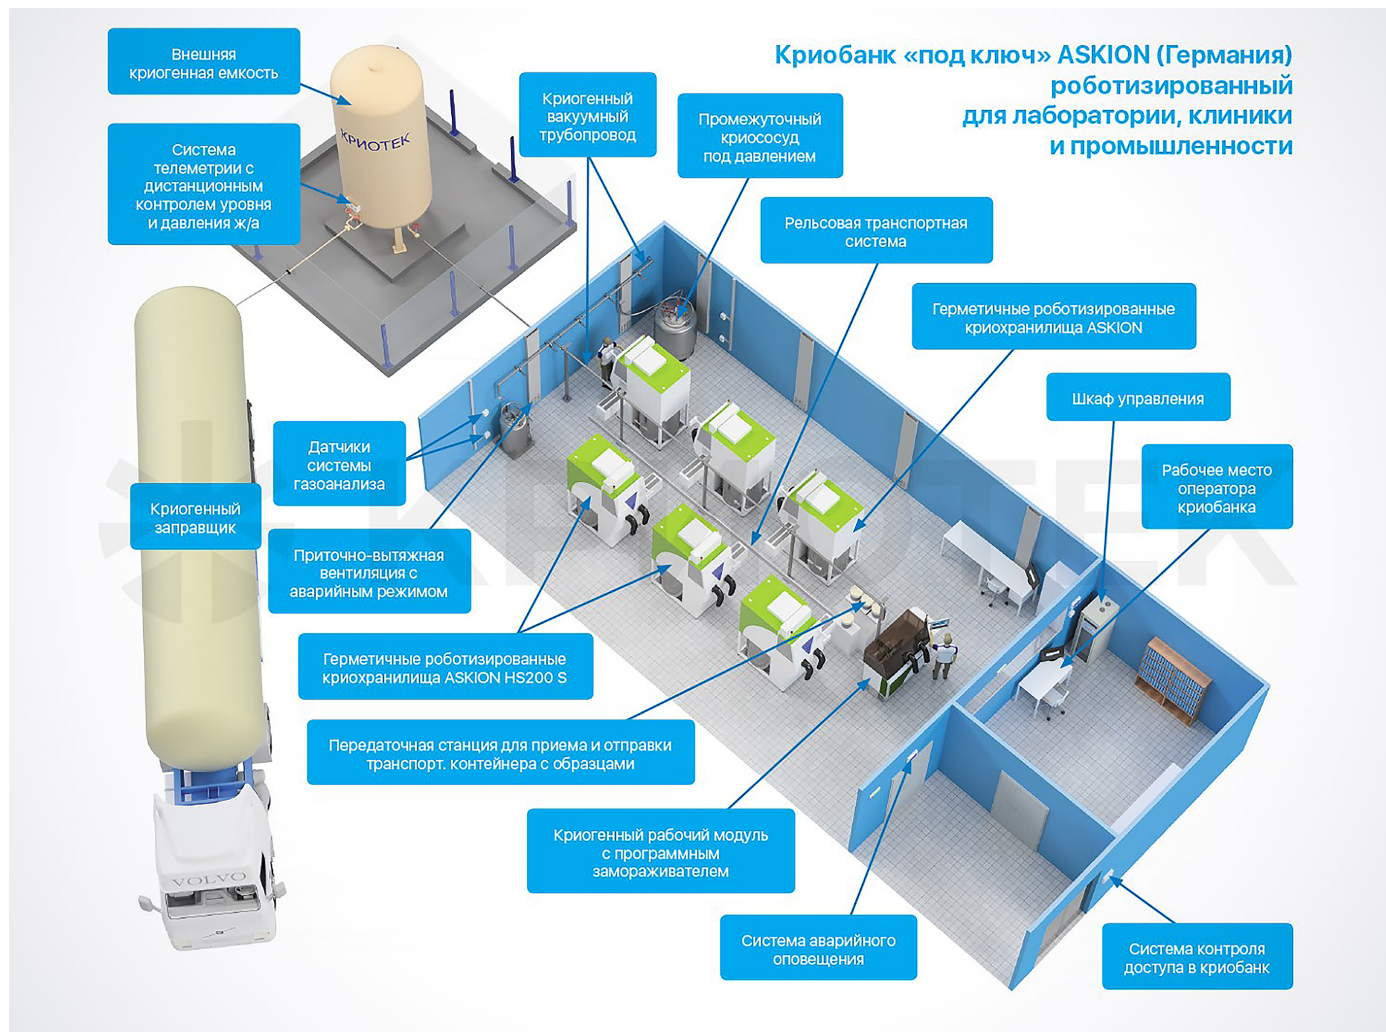 Криобанк «под ключ» ASKION (Германия)
роботизированный
для лаборатории, клиники
и промышленности
Внешняя
криогенная емкость
Система
телеметрии с
дистанционным
контролем уровня
и давления ж/а
КРИОТЕК
Криогенный
вакуумный
трубопровод
Промежуточный
криососуд
под давлением
Рельсовая транспортная
система
Герметичные роботизированные
криохранилища ASKION
Шкаф управления
Рабочее место
оператора
криобанка
Датчики
системы
газоанализа
Криогенный
заправщик
Приточно-вытяжная
вентиляция с
аварийным режимом
Герметичные роботизированные
криохранилища ASKION HS200 S
Передаточная станция для приема и отправки
транспорт. контейнера с образцами
Криогенный рабочий модуль
с программным
замораживателем
Система аварийного
оповещения
Система контроля
доступа в криобанк
VOLVO
КРИОТЕК